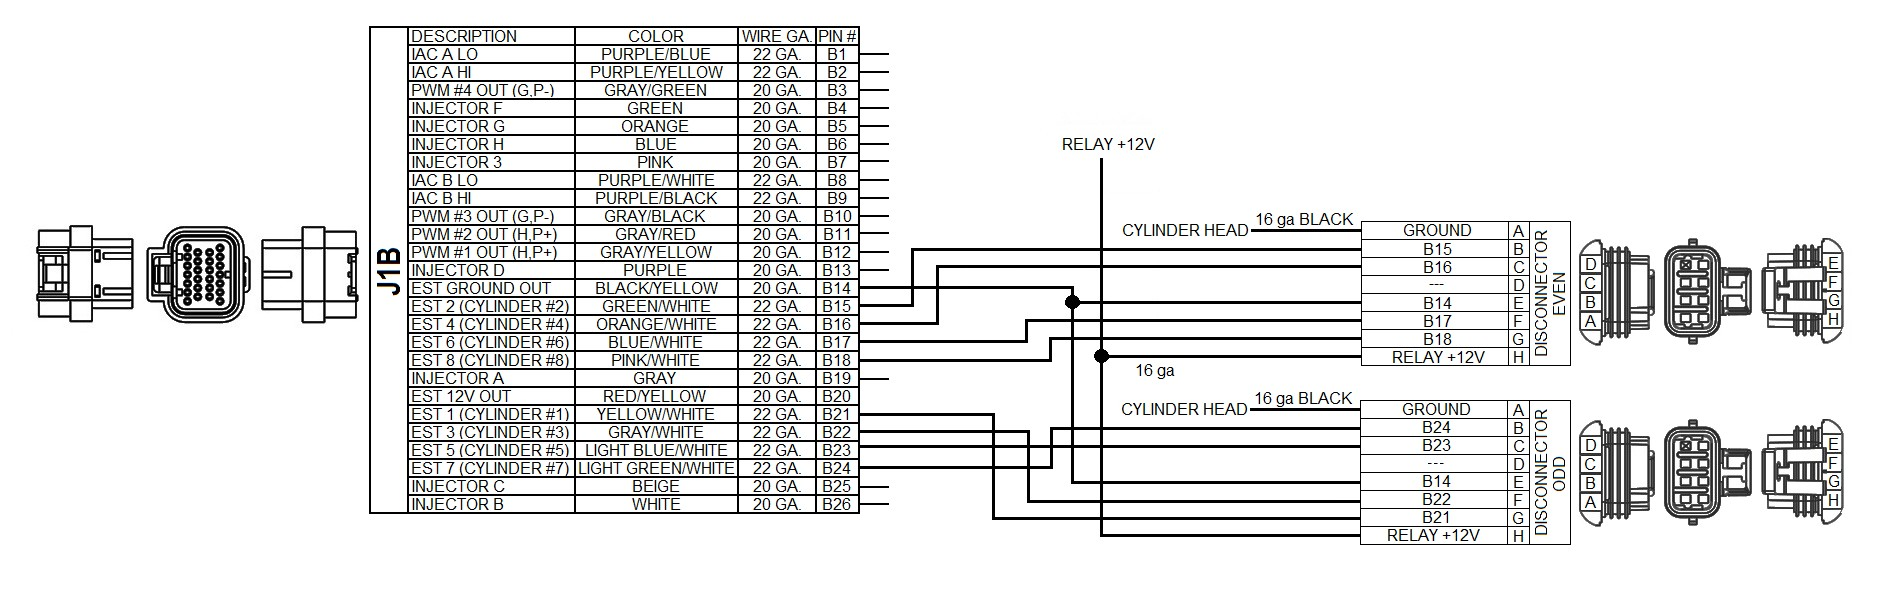 J1B
DESCRIPTION COLOR WIRE GA. PIN #
IAC A LO PURPLE/BLUE 22 GA. B1
IAC A HI PURPLE/YELLOW 22 GA. B2
PWM #4 OUT (G,P-) GRAY/GREEN 20 GA. B3
INJECTOR F GREEN 20 GA. B4
INJECTOR G ORANGE 20 GA. B5
INJECTOR H BLUE 20 GA. B6
INJECTOR 3 PINK 20 GA. B7
IAC B LO PURPLE/WHITE 22 GA. B8
IAC B HI PURPLE/BLACK 22 GA. B9
PWM #3 OUT (G,P-) GRAY/BLACK 20 GA. B10
PWM #2 OUT (H,P+) GRAY/RED 20 GA. B11
PWM #1 OUT (H,P+) GRAY/YELLOW 20 GA. B12
INJECTOR D PURPLE 20 GA. B13
EST GROUND OUT BLACK/YELLOW 20 GA. B14
EST 2 (CYLINDER #2) GREEN/WHITE 22 GA. B15
EST 4 (CYLINDER #4) ORANGE/WHITE 22 GA. B16
EST 6 (CYLINDER #6) BLUE/WHITE 22 GA. B17
EST 8 (CYLINDER #8) PINK/WHITE 22 GA. B18
INJECTOR A GRAY 20 GA. B19
EST 12V OUT RED/YELLOW 20 GA. B20
EST 1 (CYLINDER #1) YELLOW/WHITE 22 GA. B21
EST 3 (CYLINDER #3) GRAY/WHITE 22 GA. B22
EST 5 (CYLINDER #5) LIGHT BLUE/WHITE 22 GA. B23
EST 7 (CYLINDER #7) LIGHT GREEN/WHITE 22 GA. B24
INJECTOR C BEIGE 20 GA. B25
INJECTOR B WHITE 20 GA. B26
RELAY +12V
CYLINDER HEAD 16 ga BLACK
GROUND A
B15 B
B16 C
--- D
B14 E
B17 F
B18 G
RELAY +12V H
DISCONNECTOR
EVEN
16 ga
D
C
B
A
E
F
G
H
CYLINDER HEAD 16 ga BLACK
GROUND A
B24 B
B23 C
--- D
B14 E
B22 F
B21 G
RELAY +12V H
DISCONNECTOR
ODD
D
C
B
A
E
F
G
H